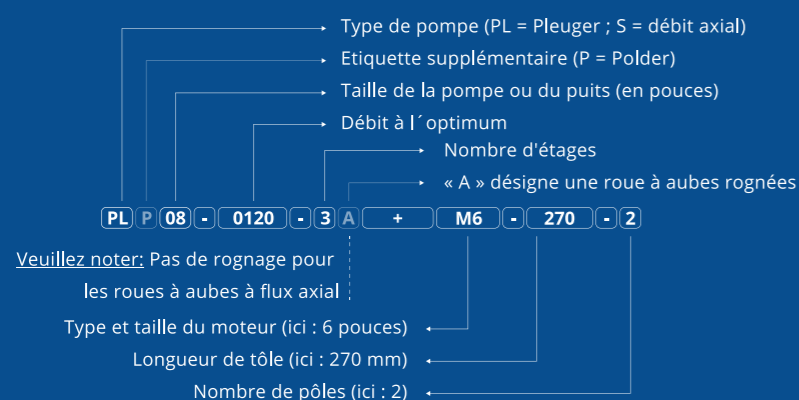 Type de pompe (PL = Pleuger ; S = débit axial)
Etiquette supplémentaire (P = Polder)
Taille de la pompe ou du puits (en pouces)
Débit à l´optimum
Nombre d'étages
« A » désigne une roue à aubes rognées
PL P 08 - 0120 - 3 A + M6 - 270 - 2
Veuillez noter: Pas de rognage pour
les roues à aubes à flux axial
Type et taille du moteur (ici : 6 pouces)
Longueur de tôle (ici : 270 mm)
Nombre de pôles (ici : 2)